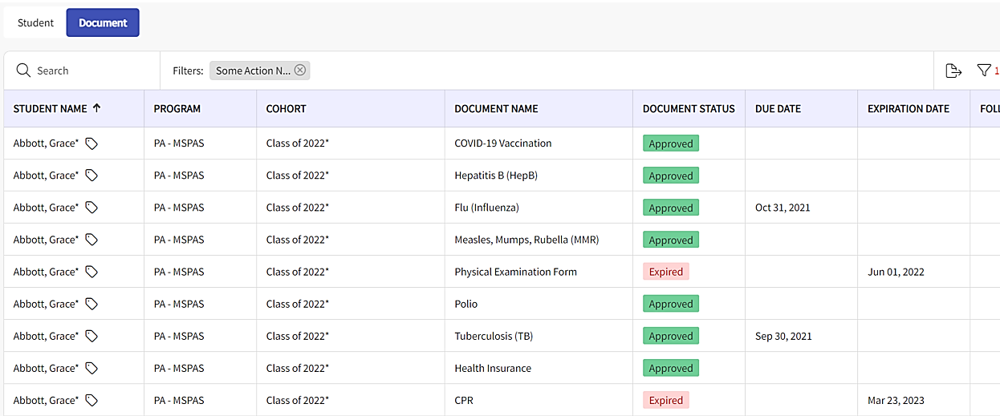 Student Document
Search Filters: Some Action N... 1
STUDENT NAME PROGRAM COHORT DOCUMENT NAME DOCUMENT STATUS DUE DATE EXPIRATION DATE FOLL
Abbott, Grace* PA - MSPAS Class of 2022* COVID-19 Vaccination Approved
Abbott, Grace* PA - MSPAS Class of 2022* Hepatitis B (HepB) Approved
Abbott, Grace* PA - MSPAS Class of 2022* Flu (Influenza) Approved Oct 31, 2021
Abbott, Grace* PA - MSPAS Class of 2022* Measles, Mumps, Rubella (MMR) Approved
Abbott, Grace* PA - MSPAS Class of 2022* Physical Examination Form Expired Jun 01, 2022
Abbott, Grace* PA - MSPAS Class of 2022* Polio Approved
Abbott, Grace* PA - MSPAS Class of 2022* Tuberculosis (TB) Approved Sep 30, 2021
Abbott, Grace* PA - MSPAS Class of 2022* Health Insurance Approved
Abbott, Grace* PA - MSPAS Class of 2022* CPR Expired Mar 23, 2023